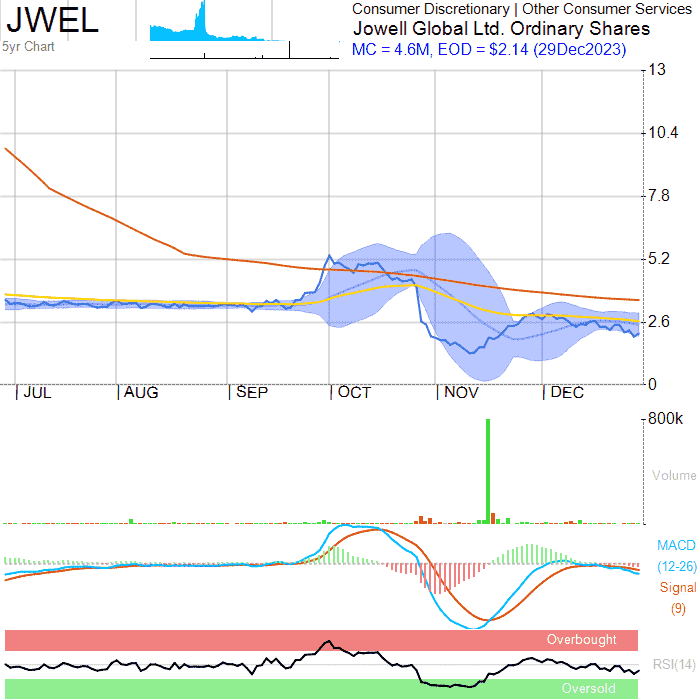 JWEL
5yr Chart
Consumer Discretionary | Other Consumer Services
Jowell Global Ltd. Ordinary Shares
MC = 4.6M, EOD = $2.14 (29Dec2023)
13
10.4
7.8
5.2
2.6
0
JUL AUG SEP OCT NOV DEC
800k
Volume
MACD
(12-26)
Signal
(9)
Overbought
RSI(14)
Oversold